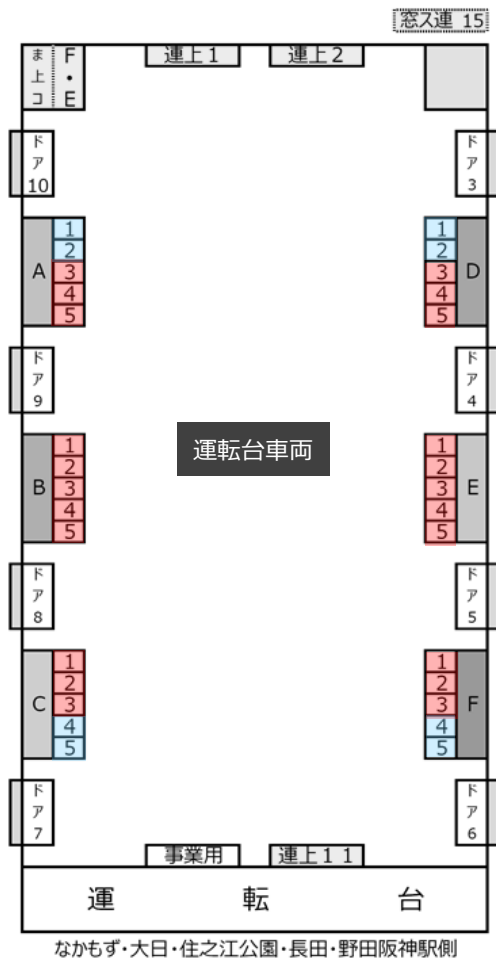 窓ス連 15
ま上コ
F・E
連上1
連上2
ドア10
ドア3
A
1
2
3
4
5
1
2
3
4
5
D
ドア9
ドア4
運転台車両
B
1
2
3
4
5
1
2
3
4
5
E
ドア8
ドア5
C
1
2
3
4
5
1
2
3
4
5
F
ドア7
ドア6
事業用
連上11
運転台
なかもず・大日・住之江公園・長田・野田阪神駅側